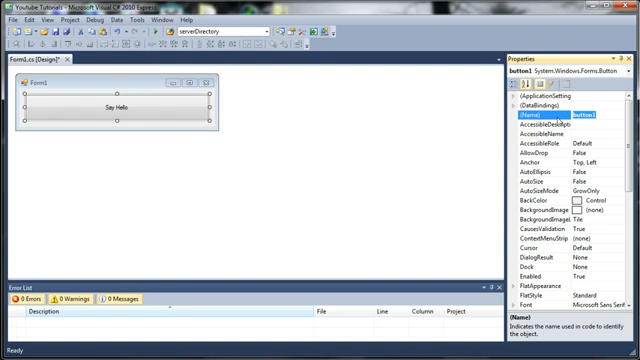 Youtube Tutorials - Microsoft Visual C# 2010 Express
File Edit View Project Debug Data Tools Window Help
serverDirectory
Form1.cs [Design]*
Form1
Say Hello
Properties
button1 System.Windows.Forms.Button
(ApplicationSetting
(DataBindings)
(Name) button1
AccessibleDescripti
AccessibleName
AccessibleRole Default
AllowDrop False
Anchor Top, Left
AutoEllipsis False
AutoSize False
AutoSizeMode GrowOnly
BackColor Control
BackgroundImage (none)
BackgroundImageL Tile
CausesValidation True
ContextMenuStrip (none)
Cursor Default
DialogResult None
Dock None
Enabled True
FlatAppearance
FlatStyle Standard
Font Microsoft Sans Serif
(Name)
Indicates the name used in code to identify the object.
Error List
0 Errors 0 Warnings 0 Messages
Description File Line Column Project
Ready